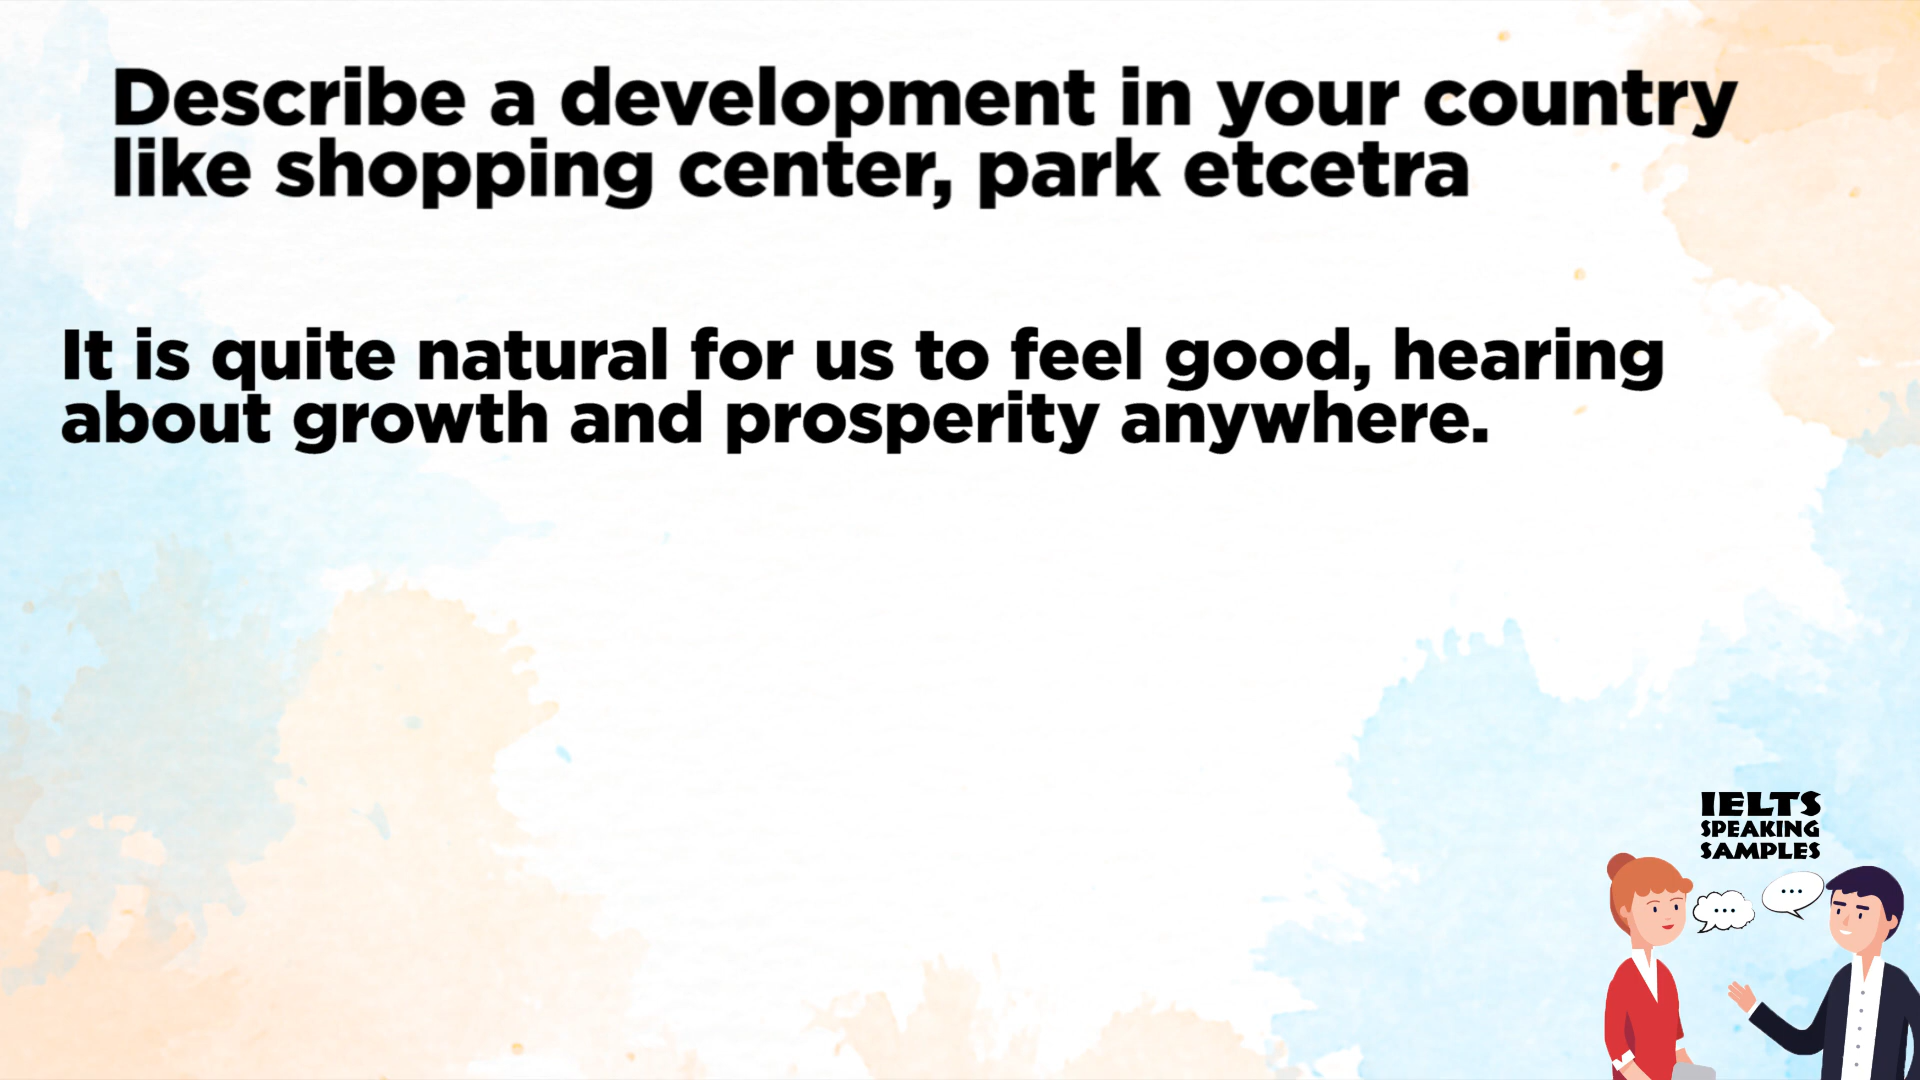 Describe a development in your country
like shopping center, park etcetra
It is quite natural for us to feel good, hearing
about growth and prosperity anywhere.
IELTS
SPEAKING
SAMPLES